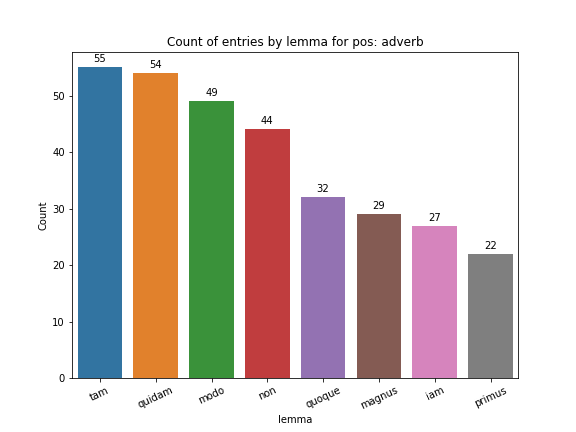 Count of entries by lemma for pos: adverb
55
54
49
44
32
29
27
22
50
40
30
20
10
0
Count
tam
quidam
modo
non
quoque
magnus
iam
primus
lemma